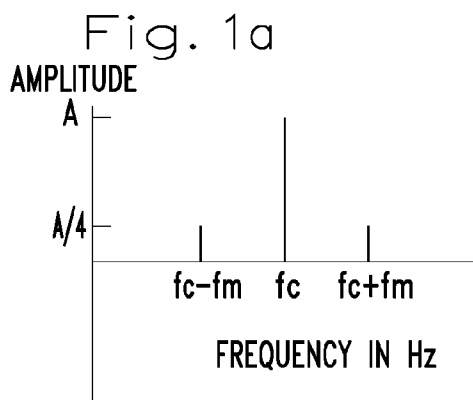 Fig. 1a
AMPLITUDE
A
A/4
fc-fm fc fc+fm
FREQUENCY IN Hz